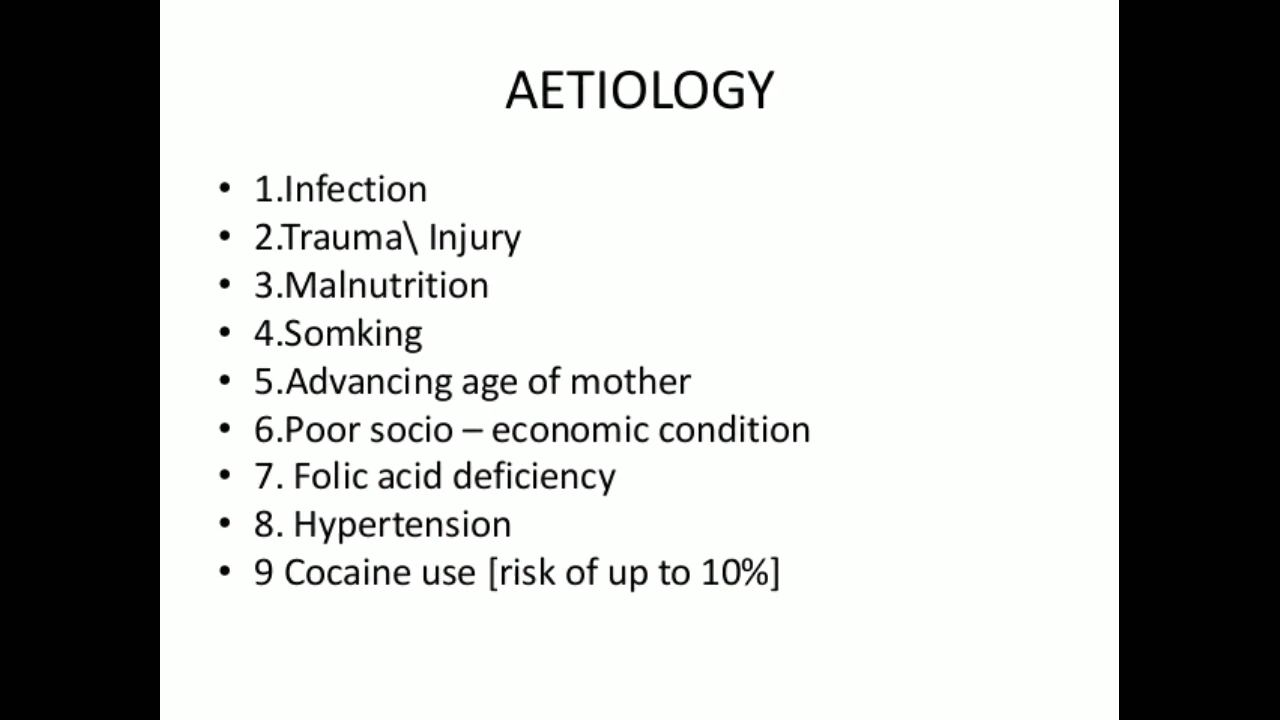 AETIOLOGY
• 1.Infection
• 2.Trauma\ Injury
• 3.Malnutrition
• 4.Somking
• 5.Advancing age of mother
• 6.Poor socio – economic condition
• 7. Folic acid deficiency
• 8. Hypertension
• 9 Cocaine use [risk of up to 10%]